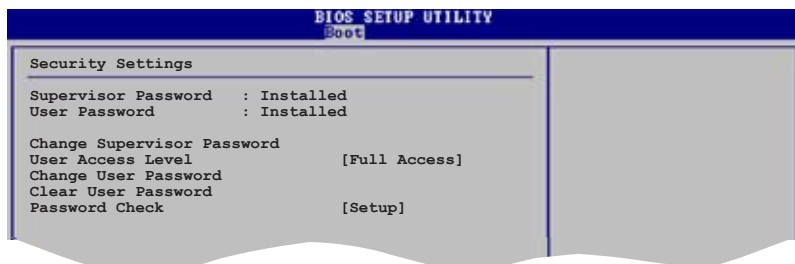 BIOS SETUP UTILITY
Boot
Security Settings
Supervisor Password : Installed
User Password : Installed
Change Supervisor Password
User Access Level [Full Access]
Change User Password
Clear User Password
Password Check [Setup]